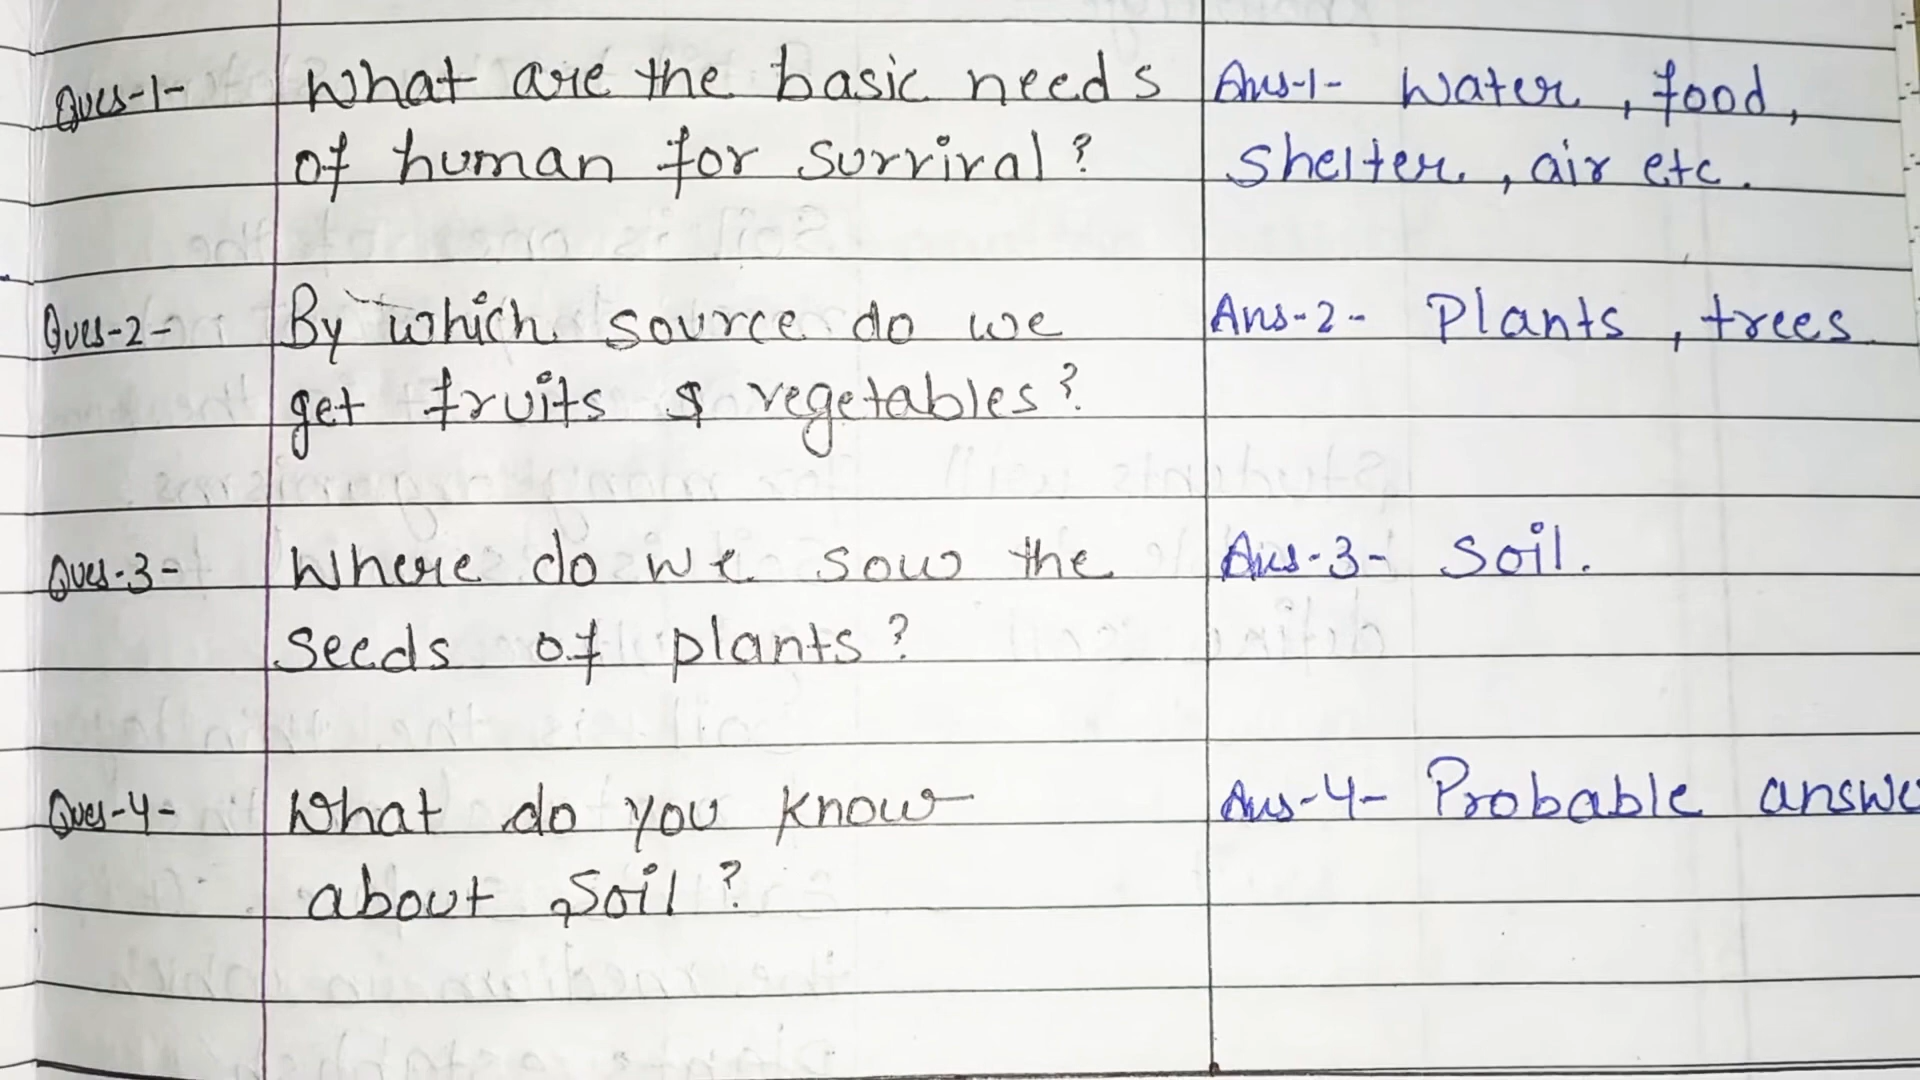 Ques-1- What are the basic needs Ans-1- Water, food,
of human for survival? Shelter, air etc.
Ques-2- By which source do we Ans-2- Plants, trees
get fruits & vegetables?
Ques-3- Where do we sow the Ans-3- Soil.
seeds of plants?
Ques-4- What do you know Ans-4- Probable answe
about Soil?